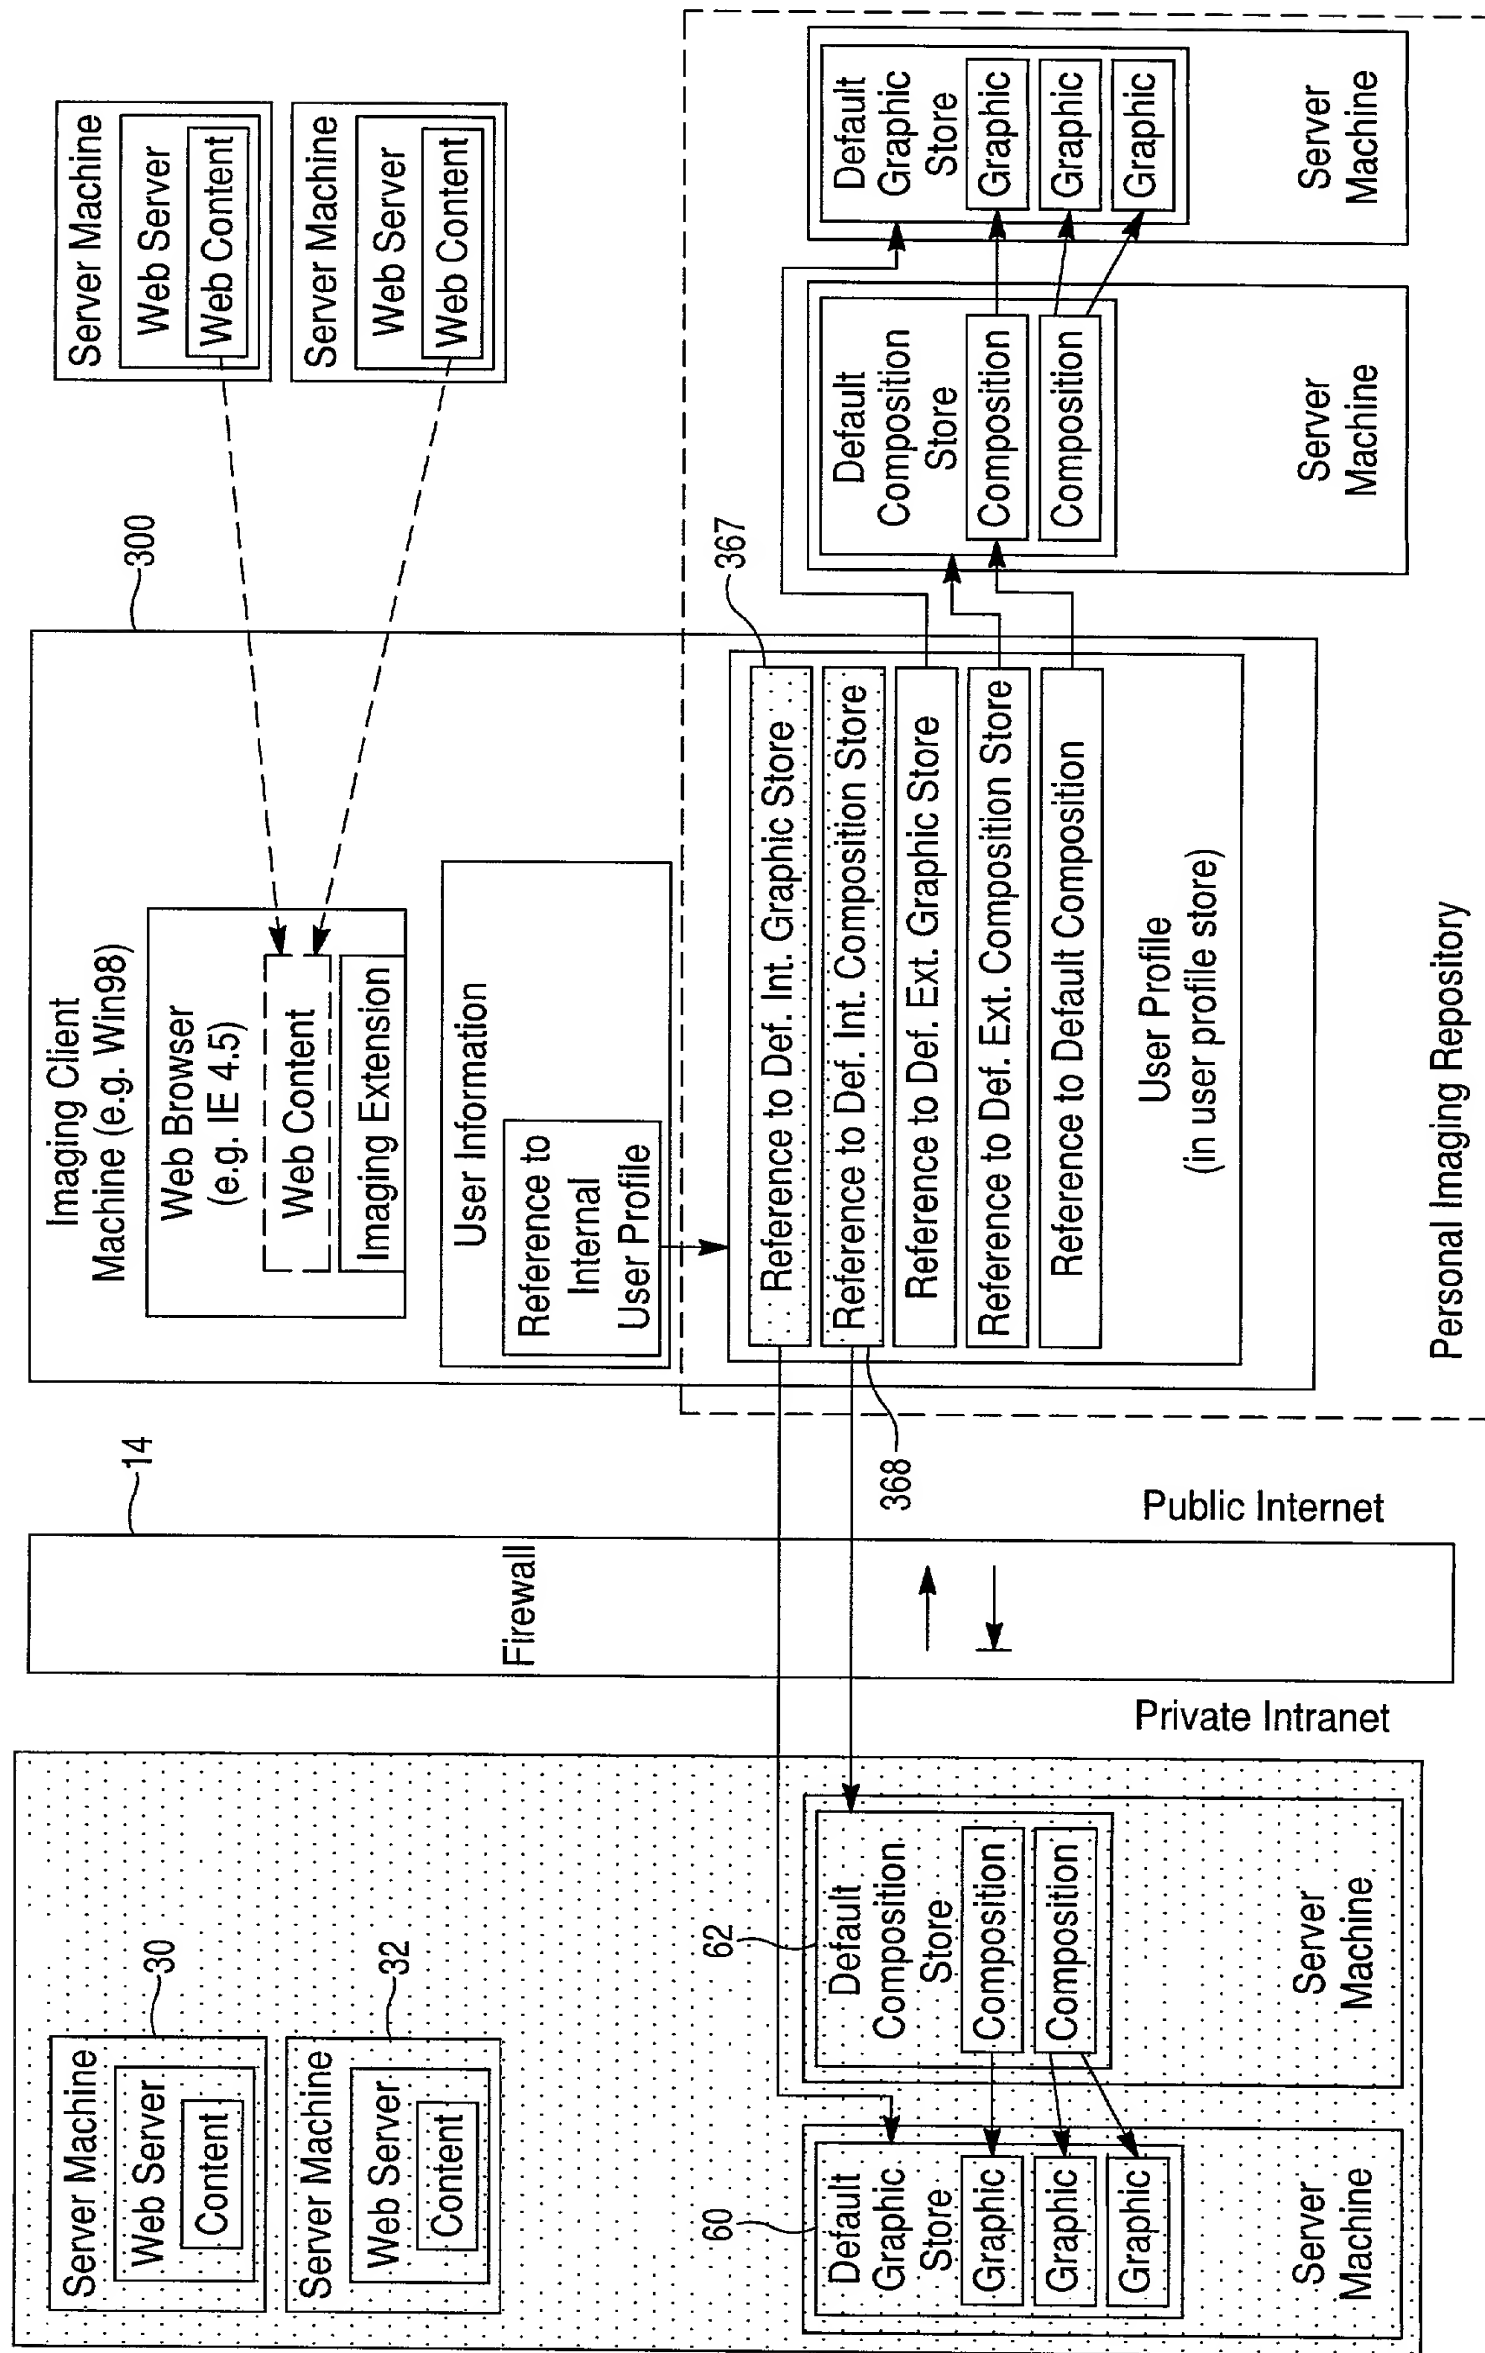 Server Machine
Web Server
Content
30
Server Machine
Web Server
Content
32
60
Default
Graphic
Store
Graphic
Graphic
Graphic
Server
Machine
62
Default
Composition
Store
Composition
Composition
Server
Machine
Private Intranet
14
Firewall
Public Internet
300
Imaging Client
Machine (e.g. Win98)
Web Browser
(e.g. IE 4.5)
Web Content
Imaging Extension
User Information
Reference to
Internal
User Profile
367
Reference to Def. Int. Graphic Store
Reference to Def. Int. Composition Store
Reference to Def. Ext. Graphic Store
Reference to Def. Ext. Composition Store
Reference to Default Composition
368
User Profile
(in user profile store)
Personal Imaging Repository
Server Machine
Web Server
Web Content
Server Machine
Web Server
Web Content
Default
Composition
Store
Composition
Composition
Server
Machine
Default
Graphic
Store
Graphic
Graphic
Graphic
Server
Machine